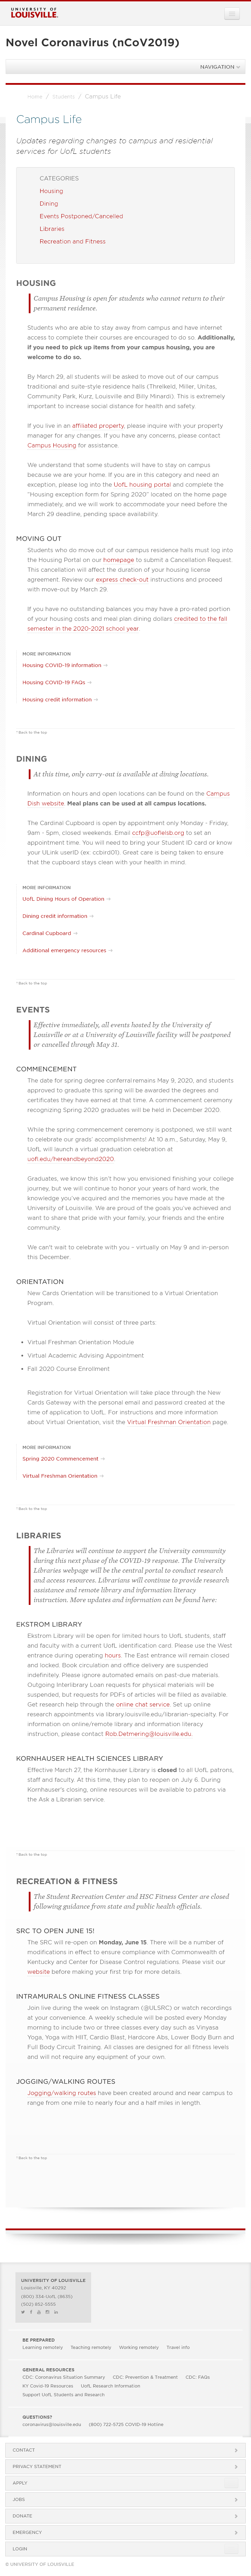 UNIVERSITY OF
LOUISVILLE.
Novel Coronavirus (nCoV2019)
NAVIGATION
Home / Students / Campus Life
Campus Life
Updates regarding changes to campus and residential
services for UofL students
CATEGORIES
Housing
Dining
Events Postponed/Cancelled
Libraries
Recreation and Fitness
HOUSING
Campus Housing is open for students who cannot return to their
permanent residence.
Students who are able to stay away from campus and have internet
access to complete their courses are encouraged to do so. Additionally,
if you need to pick up items from your campus housing, you are
welcome to do so.
By March 29, all students will be asked to move out of our campus
traditional and suite-style residence halls (Threlkeld, Miller, Unitas,
Community Park, Kurz, Louisville and Billy Minardi). This is extremely
important to increase social distance for health and safety.
If you live in an affiliated property, please inquire with your property
manager for any changes. If you have any concerns, please contact
Campus Housing for assistance.
We understand that some students will have to stay on campus
because it is your home. If you are within this category and need an
exception, please log into the UofL housing portal and complete the
"Housing exception form for Spring 2020" located on the main home
page immediately, and we will work to accommodate your need before the
March 29 deadline, pending space availability.
MOVING OUT
Students who do move out of our campus residence halls must log into
the Housing Portal on our homepage to submit a Cancellation Request.
This cancellation will affect the duration of your housing license
agreement. Review our express check-out instructions and proceed
with move-out by March 29.
If you have no outstanding balances you may have a pro-rated portion
of your housing costs and meal plan dining dollars credited to the fall
semester in the 2020-2021 school year.
MORE INFORMATION
Housing COVID-19 information →
Housing COVID-19 FAQs →
Housing credit information →
^ Back to the top
DINING
At this time, only carry-out is available at dining locations.
Information on hours and open locations can be found on the Campus
Dish website. Meal plans can be used at all campus locations.
The Cardinal Cupboard is open by appointment only Monday - Friday,
9am - 5pm, closed weekends. Email ccfp@uoflelsb.org to set an
appointment time. You will need to bring your Student ID card or know
your ULink userID (ex. ccbird01). Great care is being taken to ensure
that the cupboard stays clean with your health in mind.
MORE INFORMATION
UofL Dining Hours of Operation →
Dining credit information →
Cardinal Cupboard →
Additional emergency resources →
^ Back to the top
EVENTS
Effective immediately, all events hosted by the University of
Louisville or at a University of Louisville facility will be postponed
or cancelled through May 31.
COMMENCEMENT
The date for spring degree conferral remains May 9, 2020, and students
approved to graduate this spring will receive their degrees and any
earned certificates at that time. A commencement ceremony
recognizing Spring 2020 graduates will be held in December 2020.
While the spring commencement ceremony is postponed, we still want
to celebrate our grads' accomplishments! At 10 a.m., Saturday, May 9,
UofL will launch a virtual graduation celebration at
uofl.edu/hereandbeyond2020.
Graduates, we know this isn't how you envisioned finishing your college
journey, but we will continue to honor your years of hard work, the
knowledge you've acquired and the memories you have made at the
University of Louisville. We are proud of the goals you've achieved and
want to share that pride with you, your family, friends and the entire
community.
We can't wait to celebrate with you – virtually on May 9 and in-person
this December.
ORIENTATION
New Cards Orientation will be transitioned to a Virtual Orientation
Program.
Virtual Orientation will consist of three parts:
• Virtual Freshman Orientation Module
• Virtual Academic Advising Appointment
• Fall 2020 Course Enrollment
Registration for Virtual Orientation will take place through the New
Cards Gateway with the personal email and password created at the
time of application to UofL. For instructions and more information
about Virtual Orientation, visit the Virtual Freshman Orientation page.
MORE INFORMATION
Spring 2020 Commencement →
Virtual Freshman Orientation →
^ Back to the top
LIBRARIES
The Libraries will continue to support the University community
during this next phase of the COVID-19 response. The University
Libraries webpage will be the central portal to conduct research
and access information. Librarians will continue to provide research
assistance and remote library and information literacy
instruction. More updates and information can be found here:
EKSTROM LIBRARY
Ekstrom Library will be open for limited hours to UofL students, staff
and faculty with a current UofL identification card. Please use the West
entrance during operating hours. The East entrance will remain closed
and locked. Book circulation and office delivery are suspended
indefinitely. Please ignore automated emails on past-due materials.
Outgoing Interlibrary Loan requests for physical materials will be
suspended, but requests for PDFs of articles will be filled as available.
Get research help through the online chat service. Set up online
research appointments via library.louisville.edu/librarian-specialty. For
information on online/remote library and information literacy
instruction, please contact Rob.Detmering@louisville.edu.
KORNHAUSER HEALTH SCIENCES LIBRARY
Effective March 27, the Kornhauser Library is closed to all UofL patrons,
staff and faculty. At this time, they plan to reopen on July 6. During
Kornhauser's closing, online resources will be available to patrons via
the Ask a Librarian service.
^ Back to the top
RECREATION & FITNESS
The Student Recreation Center and HSC Fitness Center are closed
following guidance from state and public health officials.
SRC TO OPEN JUNE 15!
The SRC will re-open on Monday, June 15. There will be a number of
modifications in effect to ensure compliance with Commonwealth of
Kentucky and Center for Disease Control regulations. Please visit our
website before making your first trip for more details.
INTRAMURALS ONLINE FITNESS CLASSES
Join live during the week on Instagram (@ULSRC) or watch recordings
at your convenience. A weekly schedule will be posted every Monday
morning to include two or three classes every day such as Vinyasa
Yoga, Yoga with HIIT, Cardio Blast, Hardcore Abs, Lower Body Burn and
Full Body Circuit Training. All classes are designed for all fitness levels
and will not require any equipment of your own.
JOGGING/WALKING ROUTES
Jogging/walking routes have been created around and near campus to
range from one mile to nearly four and a half miles in length.
^ Back to the top
UNIVERSITY OF LOUISVILLE
Louisville, KY 40292
(800) 334-UofL (8635)
(502) 852-5555
BE PREPARED
Learning remotely Teaching remotely Working remotely Travel info
GENERAL RESOURCES
CDC: Coronavirus Situation Summary CDC: Prevention & Treatment CDC: FAQs
KY Covid-19 Resources UofL Research Information
Support UofL Students and Research
QUESTIONS?
coronavirus@louisville.edu (800) 722-5725 COVID-19 Hotline
CONTACT
PRIVACY STATEMENT
APPLY
JOBS
DONATE
EMERGENCY
LOGIN
© UNIVERSITY OF LOUISVILLE